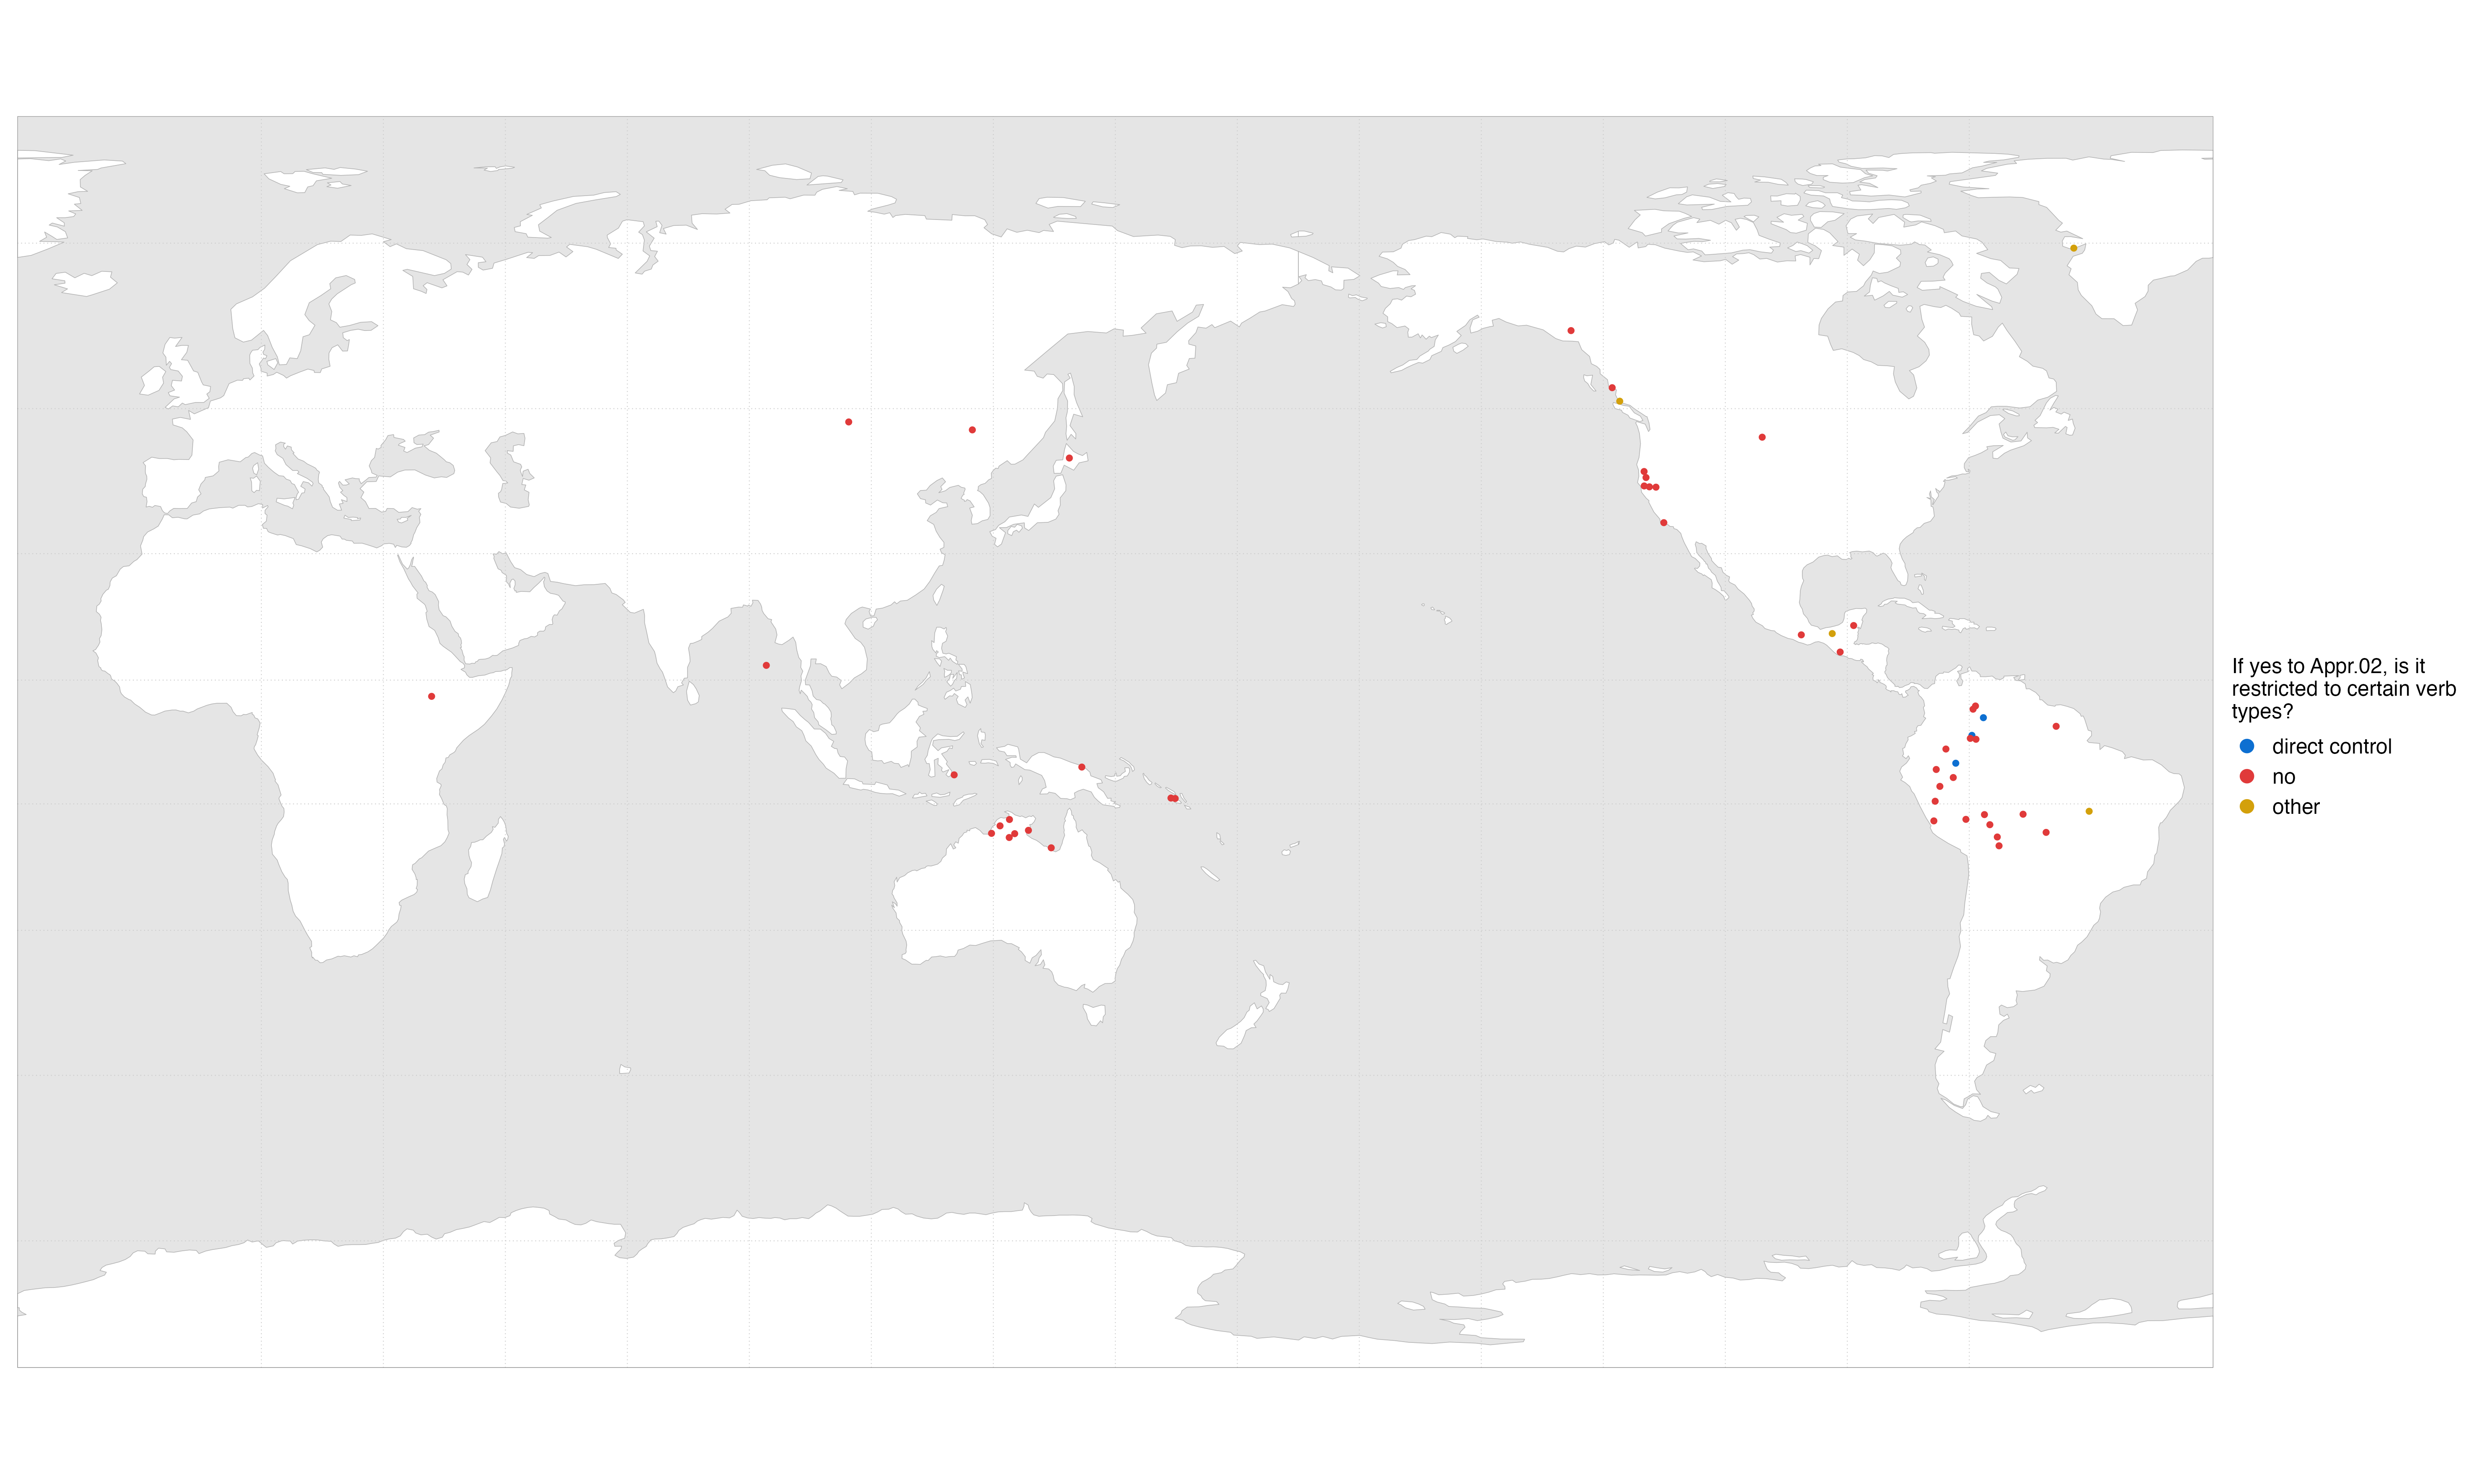 If yes to Appr.02, is it
restricted to certain verb
types?
direct control
no
other